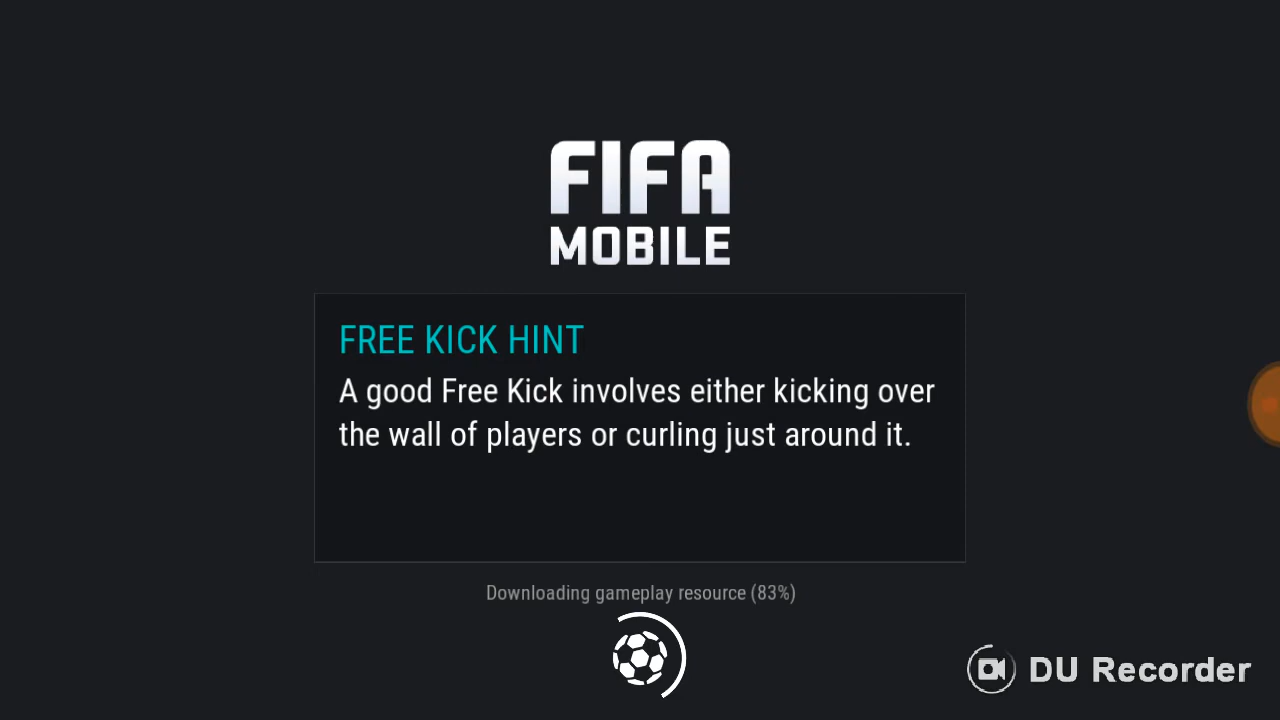 FIFA
MOBILE
FREE KICK HINT
A good Free Kick involves either kicking over
the wall of players or curling just around it.
Downloading gameplay resource (83%)
DU Recorder